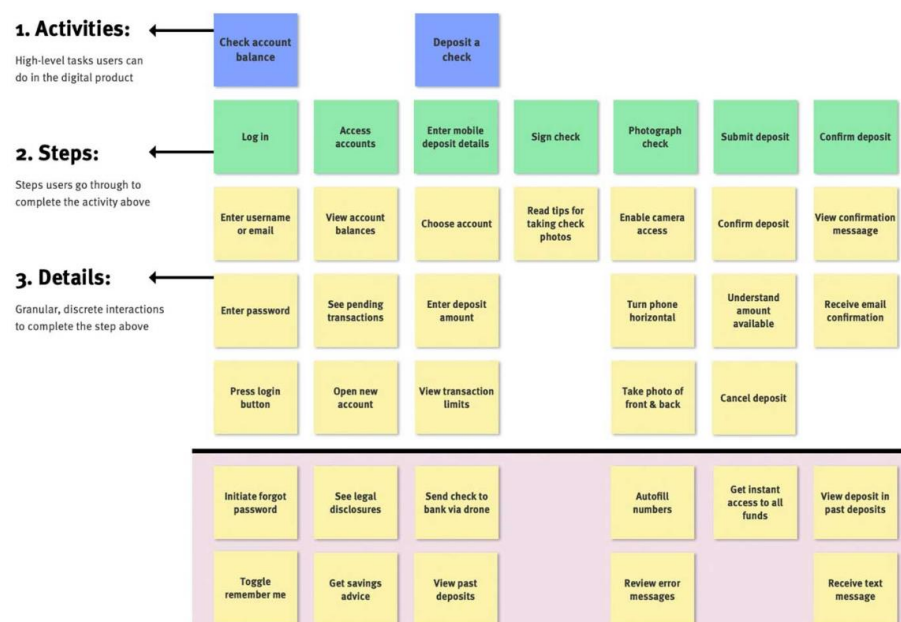 1. Activities:
High-level tasks users can
do in the digital product
Check account
balance
Deposit a
check
2. Steps:
Steps users go through to
complete the activity above
Log in
Access
accounts
Enter mobile
deposit details
Sign check
Photograph
check
Submit deposit
Confirm deposit
3. Details:
Granular, discrete interactions
to complete the step above
Enter username
or email
View account
balances
Choose account
Read tips for
taking check
photos
Enable camera
access
Confirm deposit
View confirmation
messaage
Enter password
See pending
transactions
Enter deposit
amount
Turn phone
horizontal
Understand
amount
available
Receive email
confirmation
Press login
button
Open new
account
View transaction
limits
Take photo of
front & back
Cancel deposit
Initiate forgot
password
See legal
disclosures
Send check to
bank via drone
Autofill
numbers
Get instant
access to all
funds
View deposit in
past deposits
Toggle
remember me
Get savings
advice
View past
deposits
Review error
messages
Receive text
message